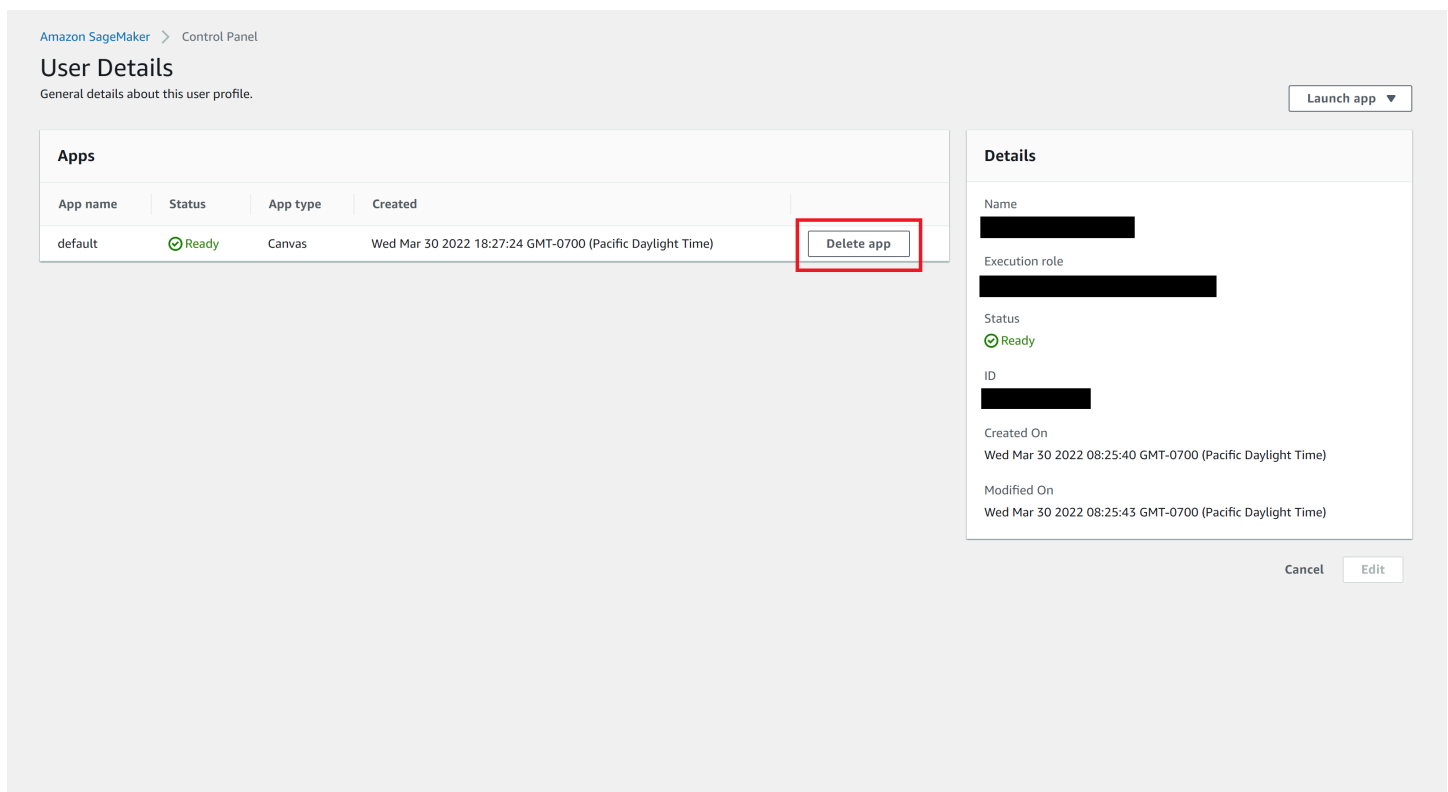 Amazon SageMaker > Control Panel
User Details
General details about this user profile.
Launch app ▼
Apps
App name Status App type Created
default Ready Canvas Wed Mar 30 2022 18:27:24 GMT-0700 (Pacific Daylight Time) Delete app
Details
Name
Execution role
Status
Ready
ID
Created On
Wed Mar 30 2022 08:25:40 GMT-0700 (Pacific Daylight Time)
Modified On
Wed Mar 30 2022 08:25:43 GMT-0700 (Pacific Daylight Time)
Cancel Edit